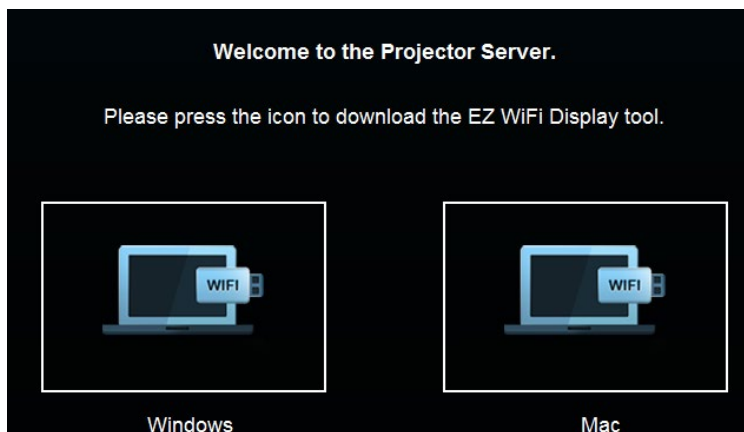 Welcome to the Projector Server.
Please press the icon to download the EZ WiFi Display tool.
WIFI
WIFI
Windows
Mac